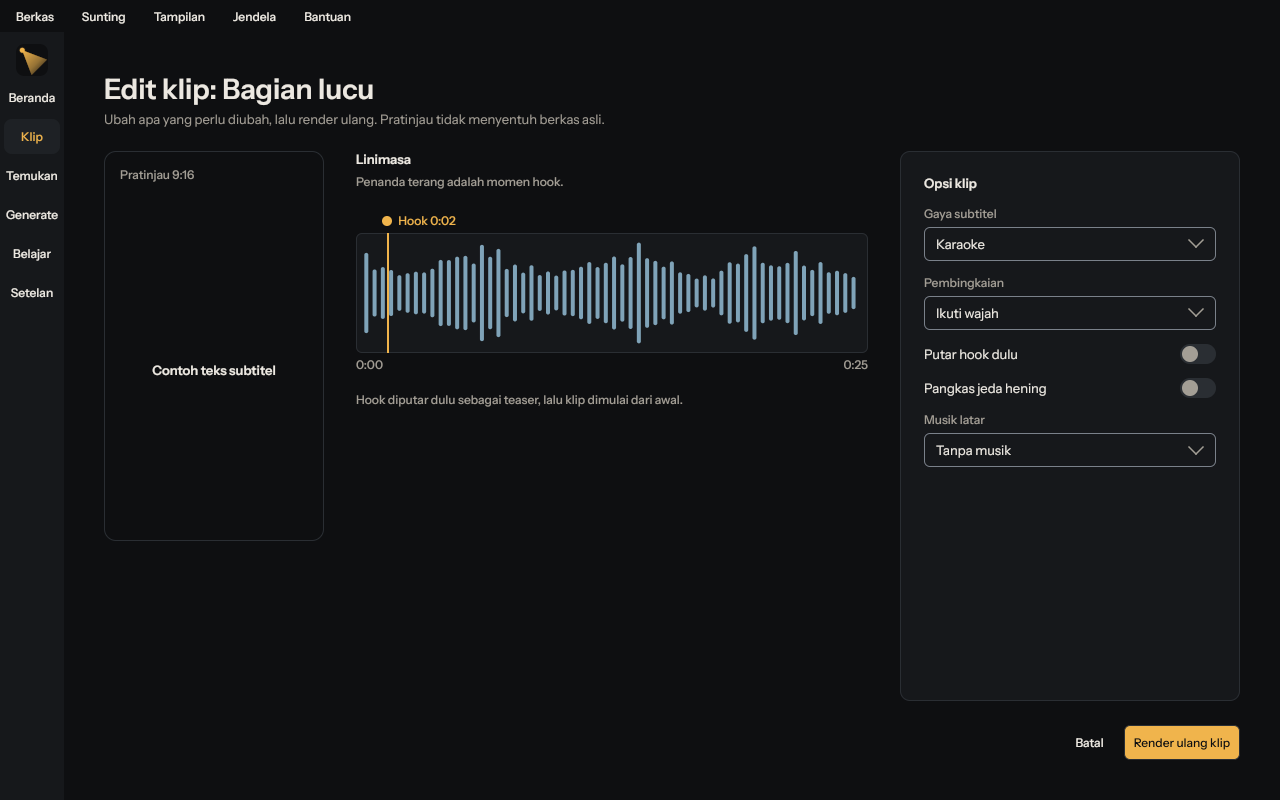 Berkas
Sunting
Tampilan
Jendela
Bantuan
Beranda
Klip
Temukan
Generate
Belajar
Setelan
Edit klip: Bagian lucu
Ubah apa yang perlu diubah, lalu render ulang. Pratinjau tidak menyentuh berkas asli.
Pratinjau 9:16
Contoh teks subtitel
Linimasa
Penanda terang adalah momen hook.
Hook 0:02
0:00
0:25
Hook diputar dulu sebagai teaser, lalu klip dimulai dari awal.
Opsi klip
Gaya subtitel
Karaoke
Pembingkaian
Ikuti wajah
Putar hook dulu
Pangkas jeda hening
Musik latar
Tanpa musik
Batal
Render ulang klip